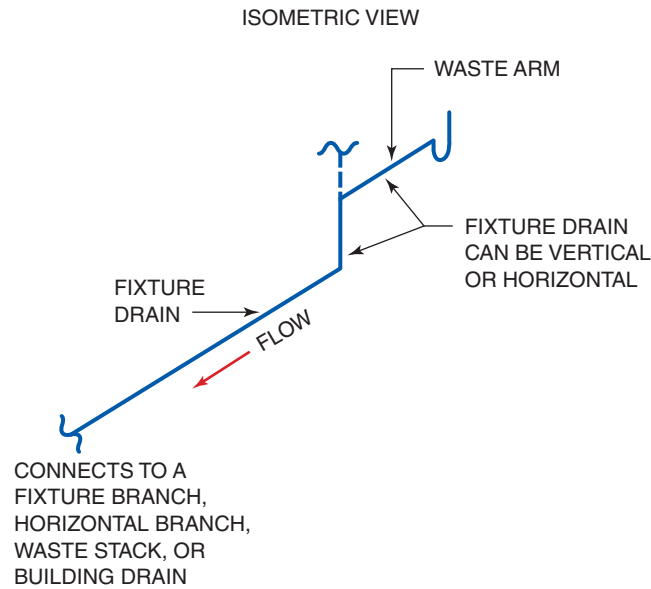 ISOMETRIC VIEW
WASTE ARM
FIXTURE DRAIN
CAN BE VERTICAL
OR HORIZONTAL
FIXTURE
DRAIN
FLOW
CONNECTS TO A
FIXTURE BRANCH,
HORIZONTAL BRANCH,
WASTE STACK, OR
BUILDING DRAIN